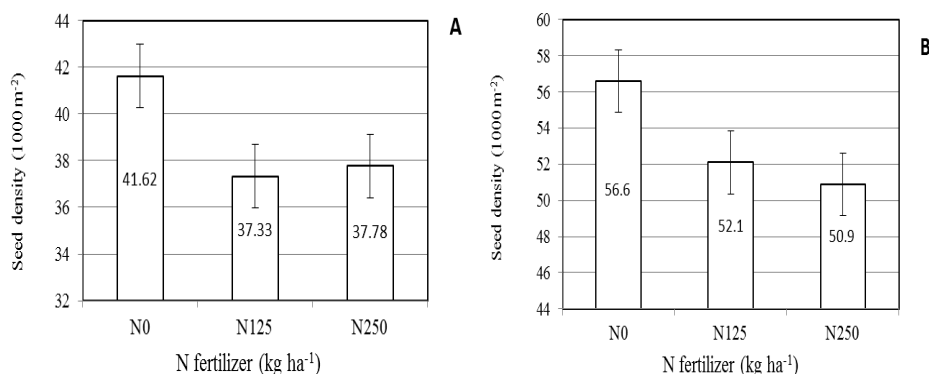 A
44
42
40
38
36
34
32
Seed density (1000 m⁻²)
41.62
37.33
37.78
N0 N125 N250
N fertilizer (kg ha⁻¹)
B
60
58
56
54
52
50
48
46
44
Seed density (1000 m⁻²)
56.6
52.1
50.9
N0 N125 N250
N fertilizer (kg ha⁻¹)